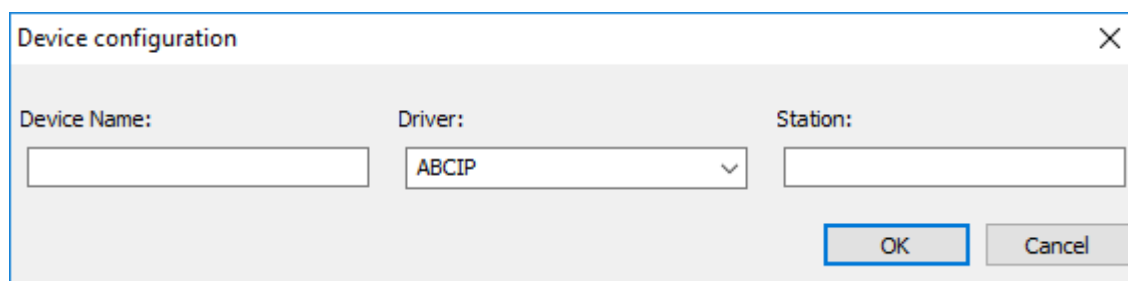 Device configuration
Device Name: Driver: Station:
ABCIP
OK Cancel